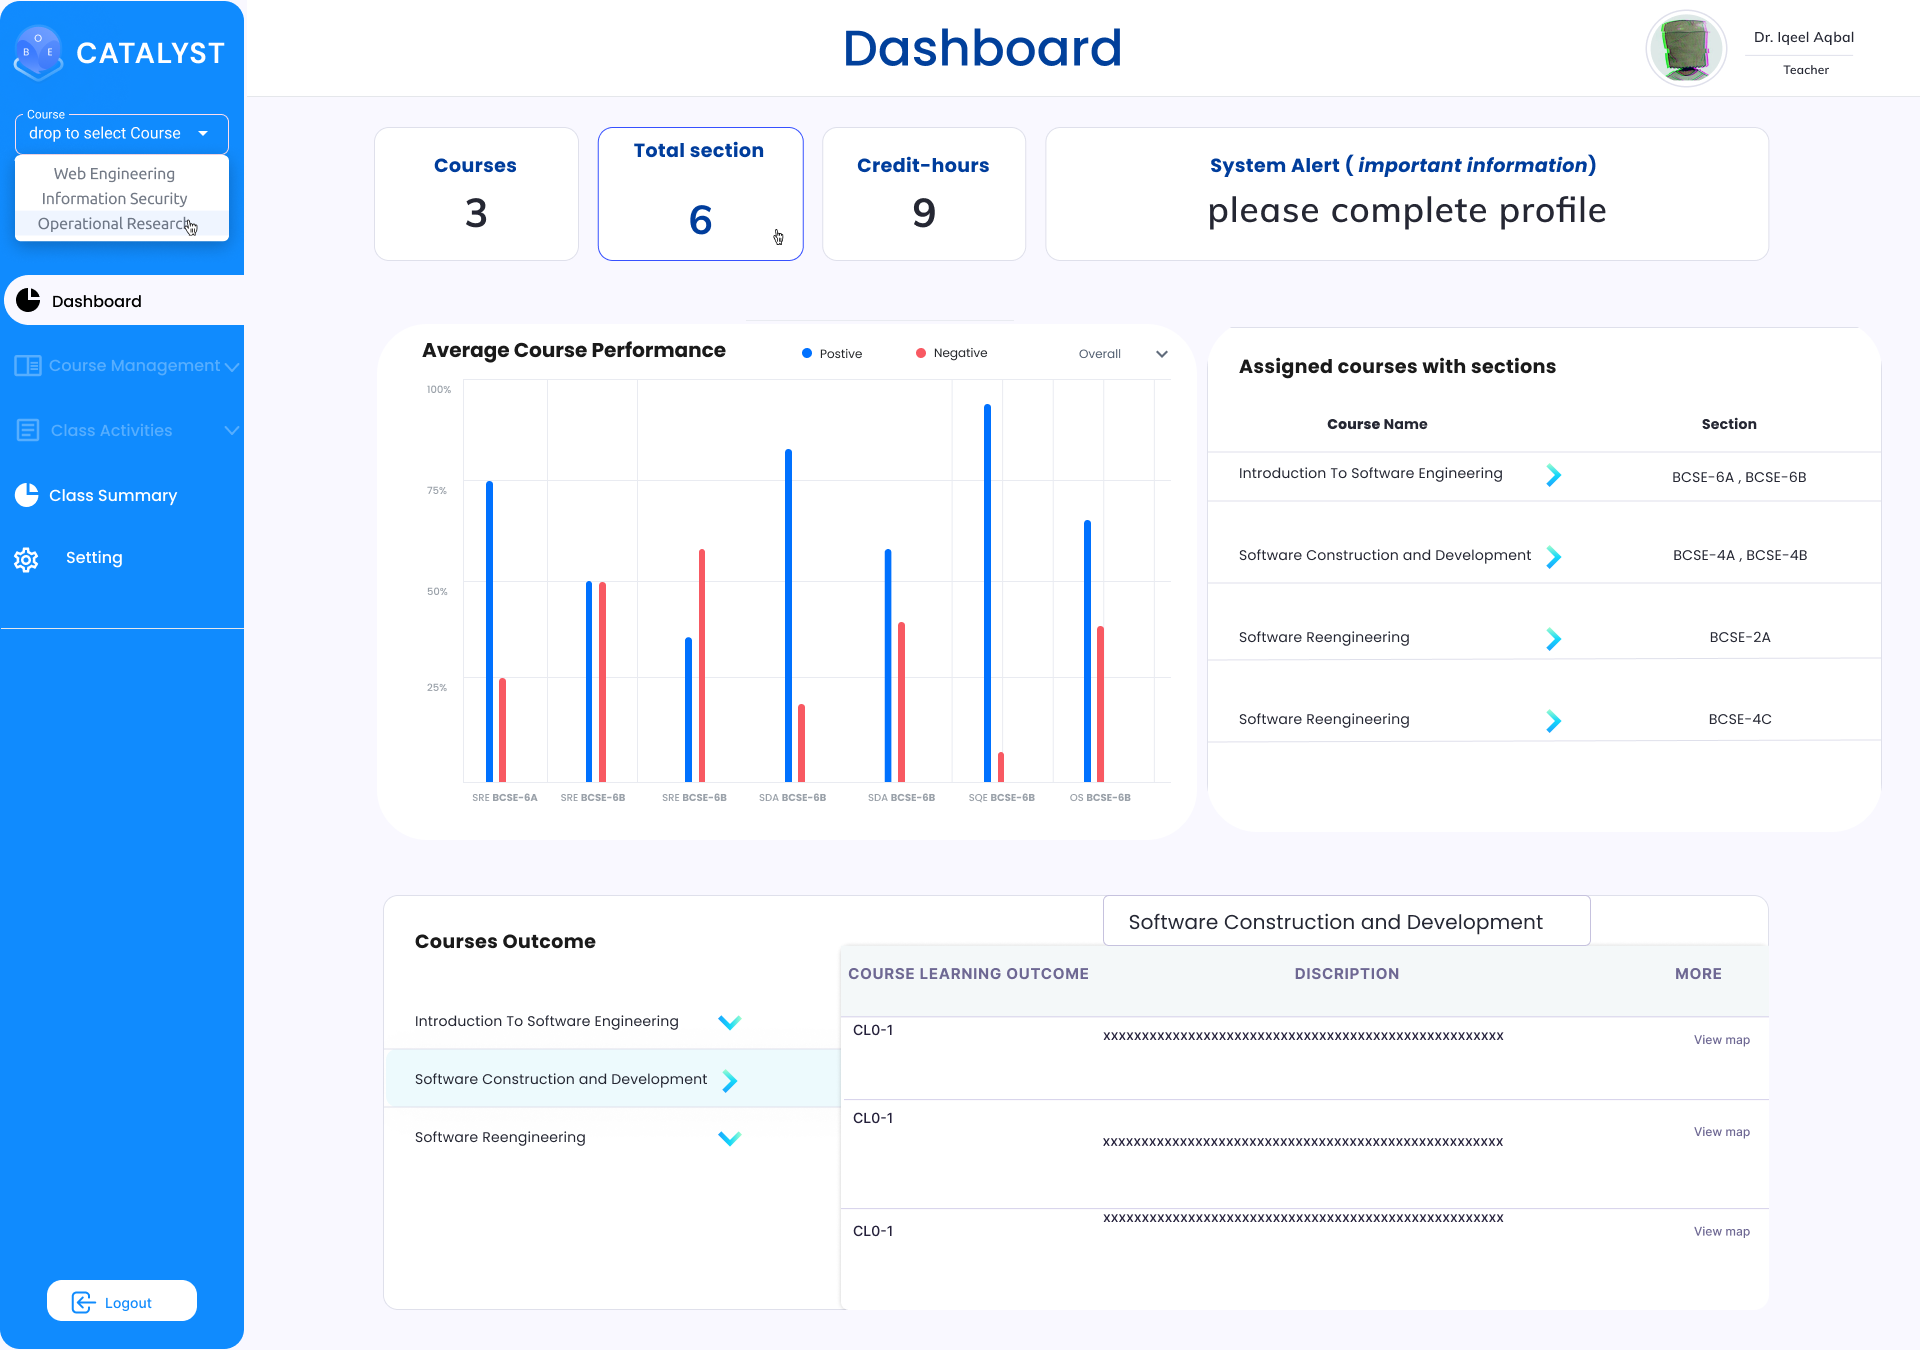 O
B E
CATALYST
Dashboard
Dr. Iqeel Aqbal
Teacher
Course
drop to select Course
Web Engineering
Information Security
Operational Research
Dashboard
Course Management
Class Activities
Class Summary
Setting
Logout
Courses
3
Total section
6
Credit-hours
9
System Alert ( important information)
please complete profile
Average Course Performance
Postive
Negative
Overall
100%
75%
50%
25%
SRE BCSE-6A
SRE BCSE-6B
SRE BCSE-6B
SDA BCSE-6B
SDA BCSE-6B
SQE BCSE-6B
OS BCSE-6B
Assigned courses with sections
Course Name Section
Introduction To Software Engineering BCSE-6A , BCSE-6B
Software Construction and Development BCSE-4A , BCSE-4B
Software Reengineering BCSE-2A
Software Reengineering BCSE-4C
Courses Outcome
Introduction To Software Engineering
Software Construction and Development
Software Reengineering
Software Construction and Development
COURSE LEARNING OUTCOME DISCRIPTION MORE
CL0-1 xxxxxxxxxxxxxxxxxxxxxxxxxxxxxxxxxxxxxxxxxxxxxxxxxxxx View map
CL0-1 xxxxxxxxxxxxxxxxxxxxxxxxxxxxxxxxxxxxxxxxxxxxxxxxxxxx View map
CL0-1 xxxxxxxxxxxxxxxxxxxxxxxxxxxxxxxxxxxxxxxxxxxxxxxxxxxx View map